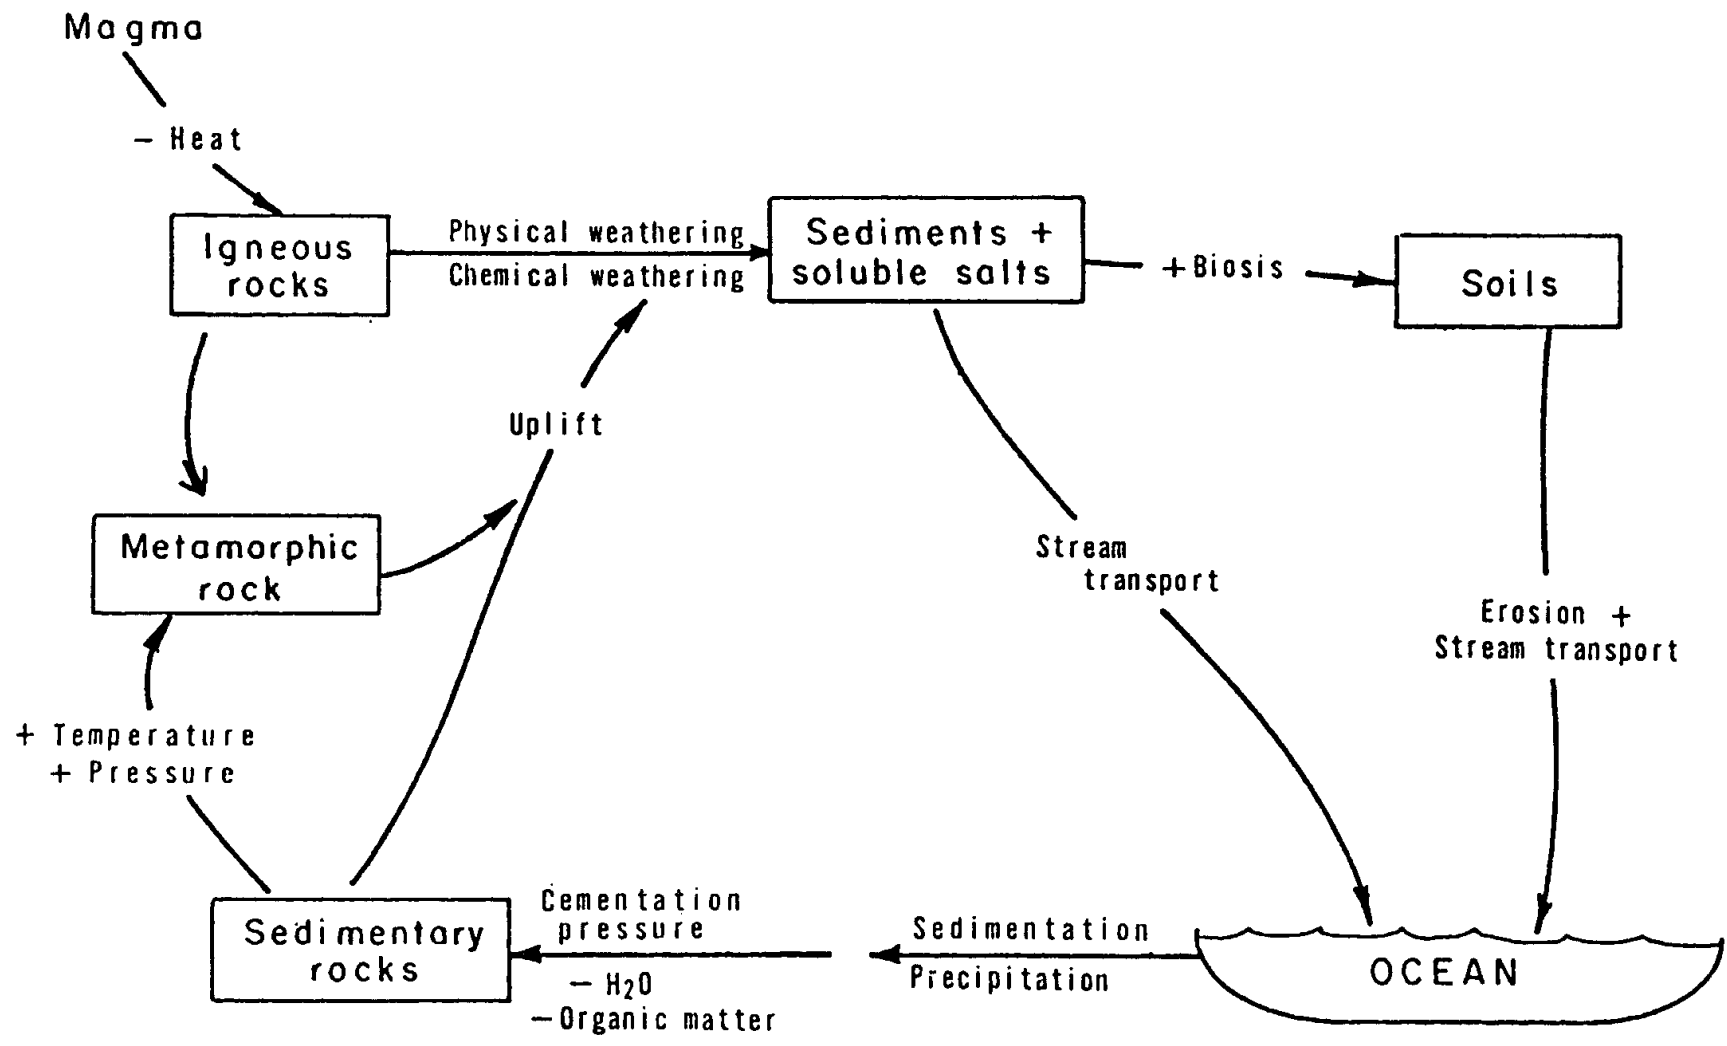 Magma
− Heat
Igneous
rocks
Physical weathering
Chemical weathering
Sediments +
soluble salts
+Biosis
Soils
Uplift
Metamorphic
rock
Stream
transport
Erosion +
Stream transport
+ Temperature
+ Pressure
Sedimentary
rocks
Cementation
pressure
− H₂O
−Organic matter
Sedimentation
Precipitation
OCEAN